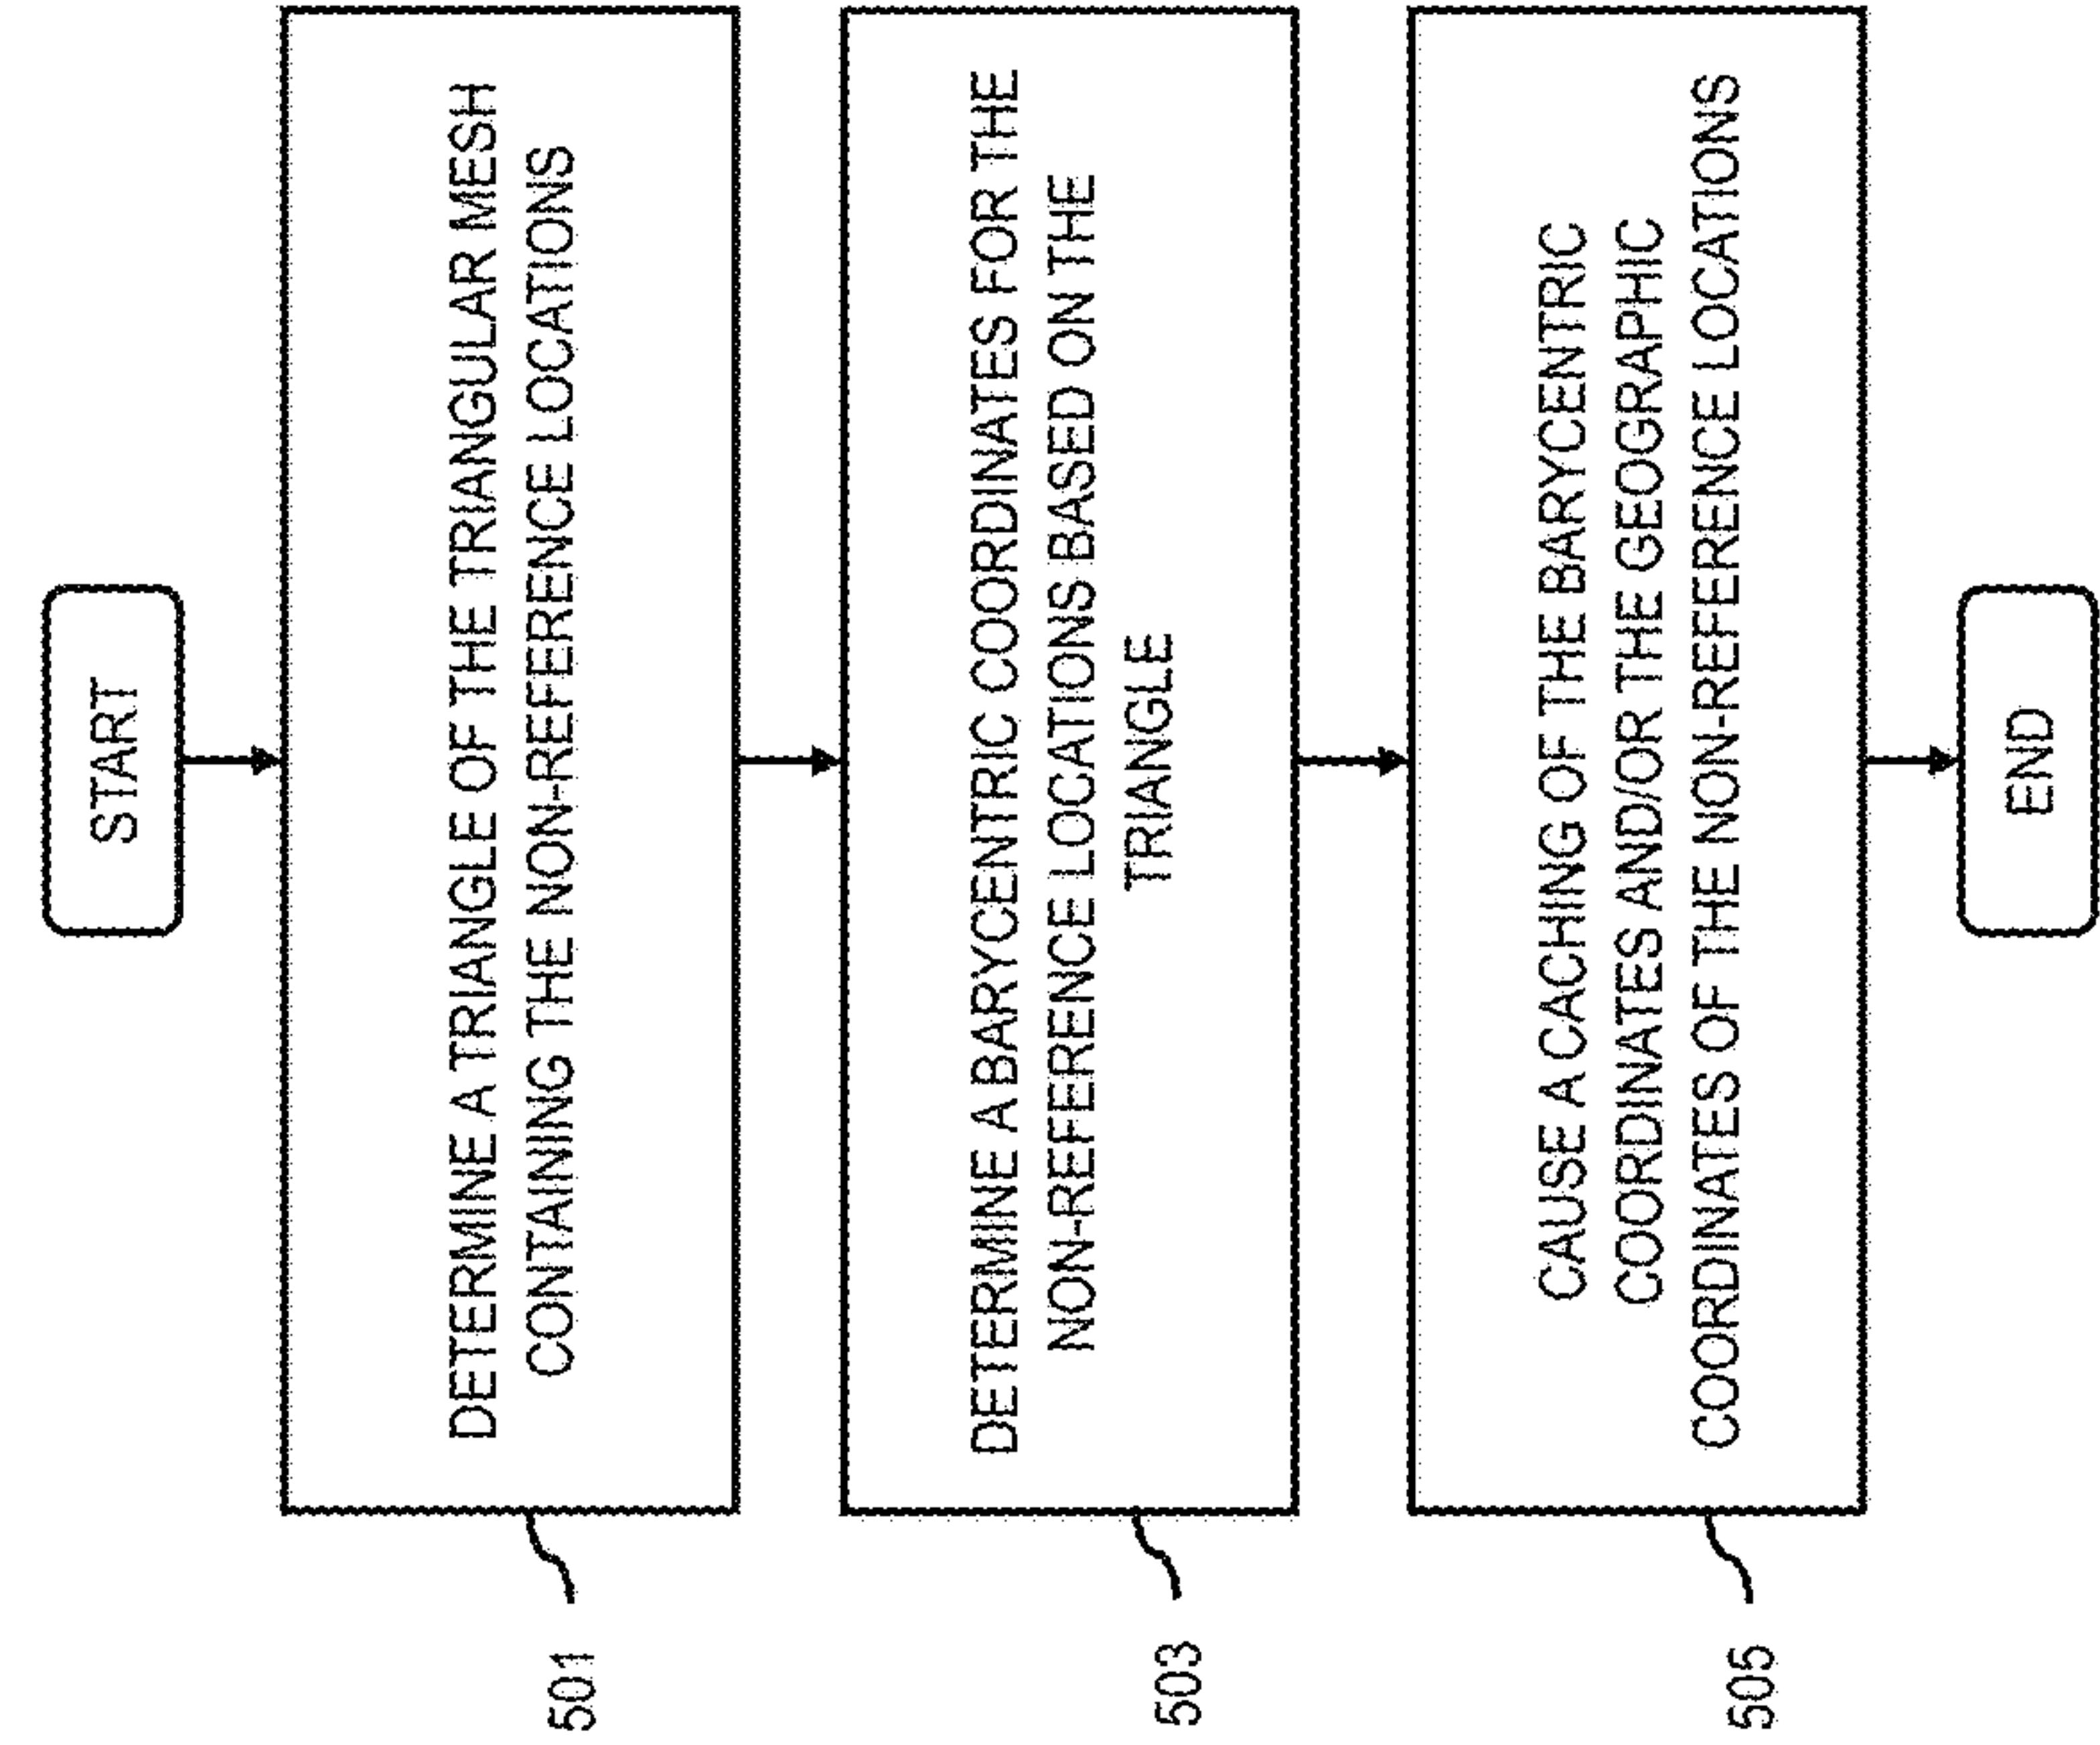 START
DETERMINE A TRIANGLE OF THE TRIANGULAR MESH
CONTAINING THE NON-REFERENCE LOCATIONS
501
DETERMINE A BARYCENTRIC COORDINATES FOR THE
NON-REFERENCE LOCATIONS BASED ON THE
TRIANGLE
503
CAUSE A CACHING OF THE BARYCENTRIC
COORDINATES AND/OR THE GEOGRAPHIC
COORDINATES OF THE NON-REFERENCE LOCATIONS
505
END